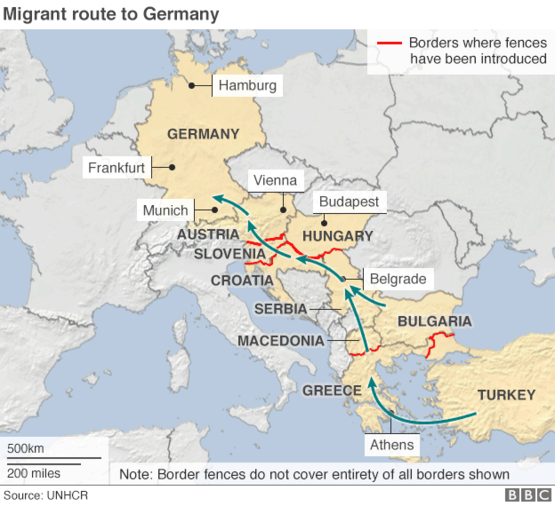 Migrant route to Germany
Borders where fences
have been introduced
Hamburg
GERMANY
Frankfurt
Vienna
Budapest
Munich
AUSTRIA
HUNGARY
SLOVENIA
CROATIA
Belgrade
SERBIA
BULGARIA
MACEDONIA
GREECE
TURKEY
Athens
500km
200 miles
Note: Border fences do not cover entirety of all borders shown
Source: UNHCR
BBC